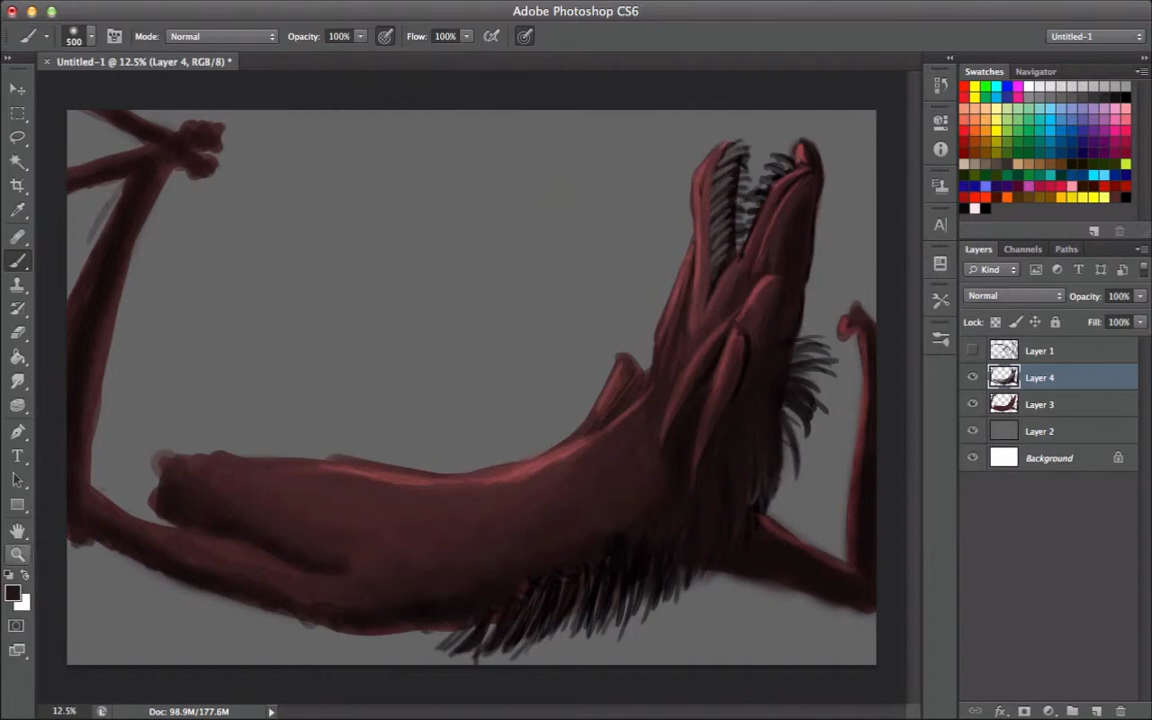 Adobe Photoshop CS6
500
Mode: Normal
Opacity: 100%
Flow: 100%
Untitled-1
Untitled-1 @ 12.5% (Layer 4, RGB/8) *
Swatches
Navigator
Layers
Channels
Paths
Kind
Normal
Opacity: 100%
Lock:
Fill: 100%
Layer 1
Layer 4
Layer 3
Layer 2
Background
12.5%
Doc: 98.9M/177.6M